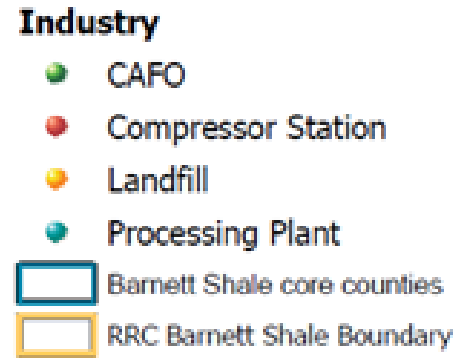 Industry
CAFO
Compressor Station
Landfill
Processing Plant
Barnett Shale core counties
RRC Barnett Shale Boundary